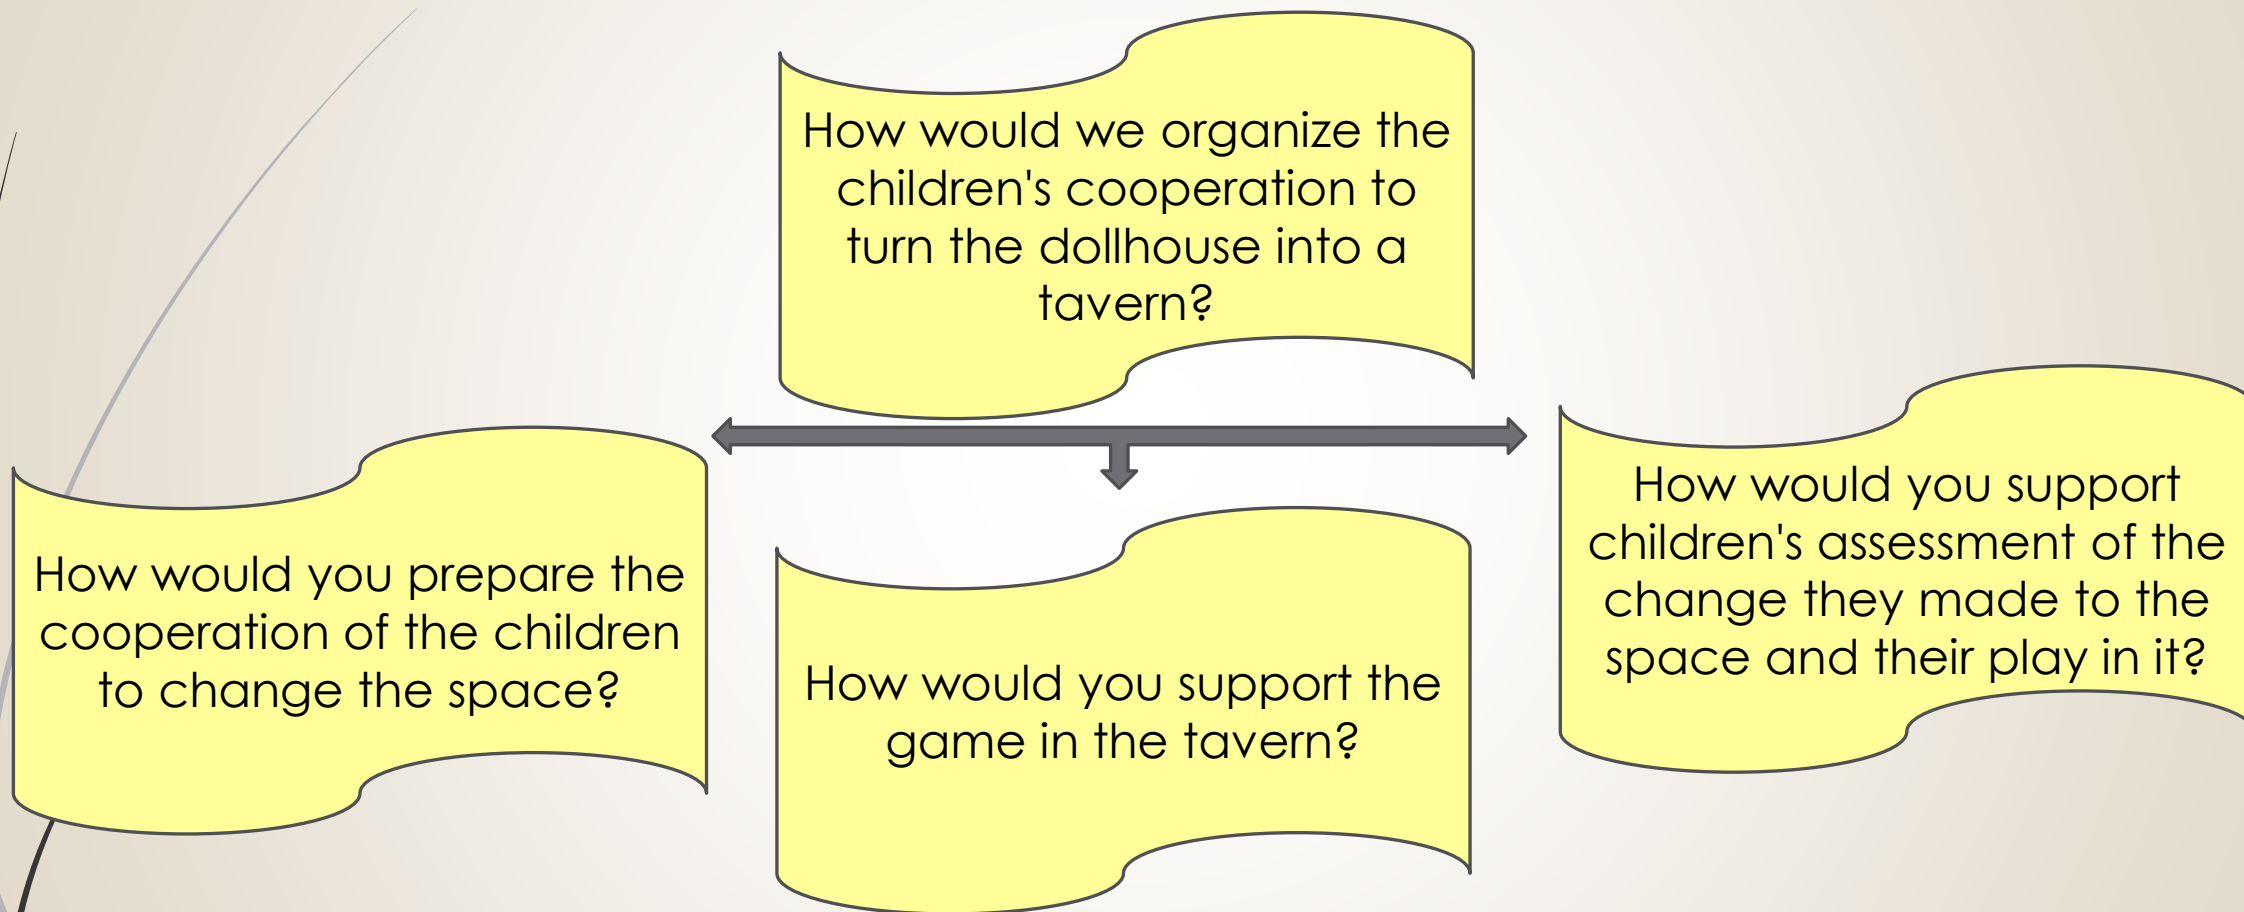 How would we organize the
children's cooperation to
turn the dollhouse into a
tavern?
How would you prepare the
cooperation of the children
to change the space?
How would you support the
game in the tavern?
How would you support
children's assessment of the
change they made to the
space and their play in it?